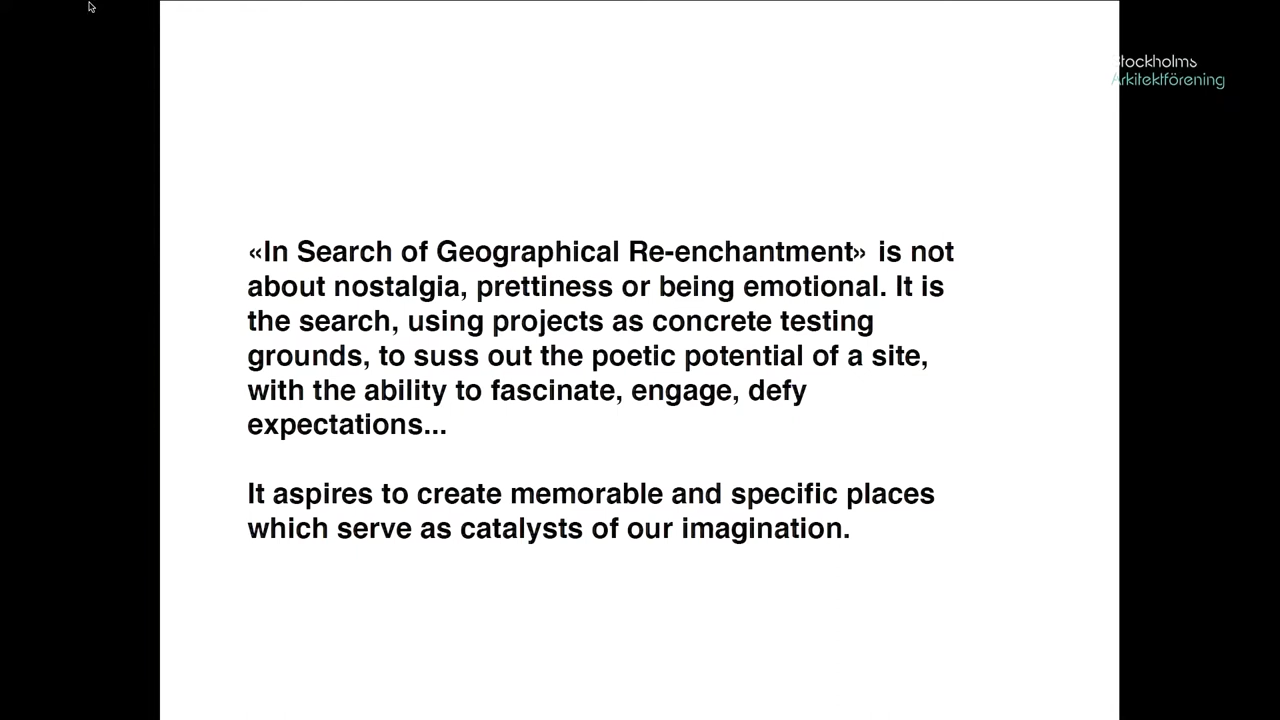 Stockholms
Arkitektförening
«In Search of Geographical Re-enchantment» is not
about nostalgia, prettiness or being emotional. It is
the search, using projects as concrete testing
grounds, to suss out the poetic potential of a site,
with the ability to fascinate, engage, defy
expectations...
It aspires to create memorable and specific places
which serve as catalysts of our imagination.